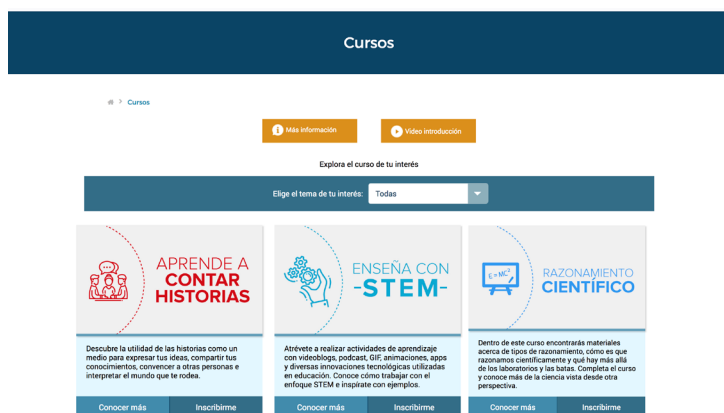 Cursos
Cursos
Más información
Video introducción
Explora el curso de tu interés
Elige el tema de tu interés:
Todas
APRENDE A
CONTAR
HISTORIAS
Descubre la utilidad de las historias como un
medio para expresar tus ideas, compartir tus
conocimientos, convencer a otras personas e
interpretar el mundo que te rodea.
Conocer más
Inscribirme
ENSEÑA CON
-STEM-
Atrévete a realizar actividades de aprendizaje
con videoblogs, podcast, GIF, animaciones, apps
y diversas innovaciones tecnológicas utilizadas
en educación. Conoce cómo trabajar con el
enfoque STEM e inspírate con ejemplos.
Conocer más
Inscribirme
E=MC²
RAZONAMIENTO
CIENTÍFICO
Dentro de este curso encontrarás materiales
acerca de tipos de razonamiento, cómo es que
razonamos científicamente y qué hay más allá
de los laboratorios y las batas. Completa el curso
y conoce más de la ciencia vista desde otra
perspectiva.
Conocer más
Inscribirme